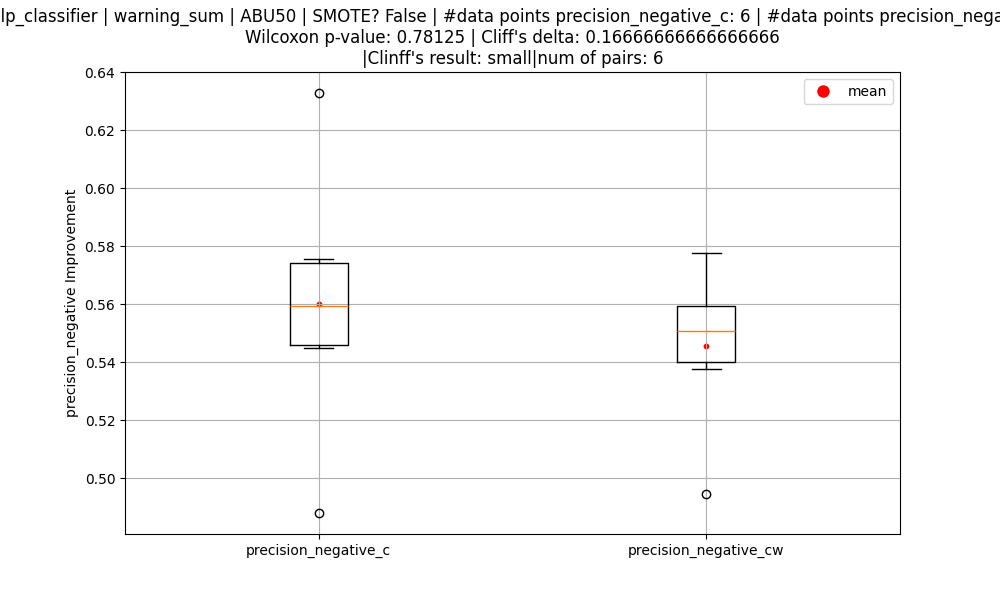 lp_classifier | warning_sum | ABU50 | SMOTE? False | #data points precision_negative_c: 6 | #data points precision_nega
Wilcoxon p-value: 0.78125 | Cliff's delta: 0.16666666666666666
|Clinff's result: small|num of pairs: 6
mean
precision_negative Improvement
0.64
0.62
0.60
0.58
0.56
0.54
0.52
0.50
precision_negative_c
precision_negative_cw